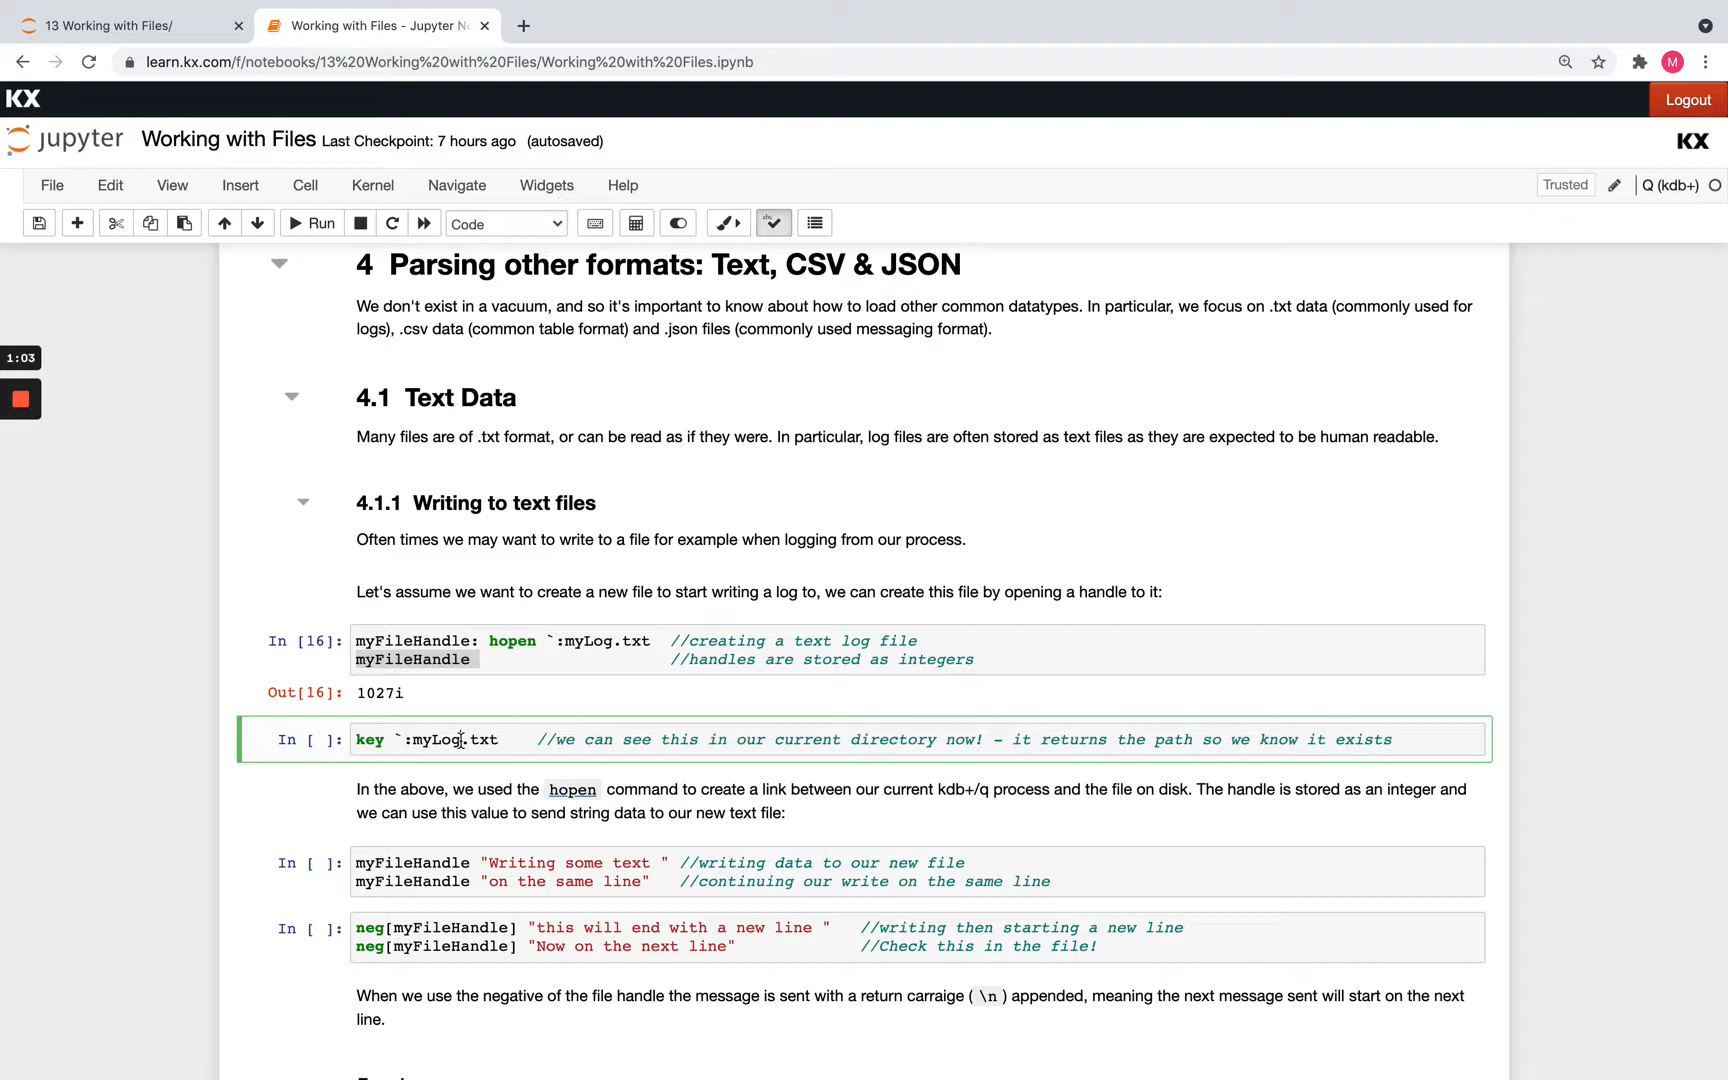 13 Working with Files/
Working with Files - Jupyter No
learn.kx.com/f/notebooks/13%20Working%20with%20Files/Working%20with%20Files.ipynb
M
KX
Logout
jupyter Working with Files Last Checkpoint: 7 hours ago (autosaved)
KX
File Edit View Insert Cell Kernel Navigate Widgets Help
Trusted
Q (kdb+)
Run
Code
abc
4 Parsing other formats: Text, CSV & JSON
We don't exist in a vacuum, and so it's important to know about how to load other common datatypes. In particular, we focus on .txt data (commonly used for
logs), .csv data (common table format) and .json files (commonly used messaging format).
1:03
4.1 Text Data
Many files are of .txt format, or can be read as if they were. In particular, log files are often stored as text files as they are expected to be human readable.
4.1.1 Writing to text files
Often times we may want to write to a file for example when logging from our process.
Let's assume we want to create a new file to start writing a log to, we can create this file by opening a handle to it:
In [16]: myFileHandle: hopen `:myLog.txt //creating a text log file
myFileHandle //handles are stored as integers
Out[16]: 1027i
In [ ]: key `:myLog.txt //we can see this in our current directory now! - it returns the path so we know it exists
In the above, we used the hopen command to create a link between our current kdb+/q process and the file on disk. The handle is stored as an integer and
we can use this value to send string data to our new text file:
In [ ]: myFileHandle "Writing some text " //writing data to our new file
myFileHandle "on the same line" //continuing our write on the same line
In [ ]: neg[myFileHandle] "this will end with a new line " //writing then starting a new line
neg[myFileHandle] "Now on the next line" //Check this in the file!
When we use the negative of the file handle the message is sent with a return carraige ( \n ) appended, meaning the next message sent will start on the next
line.